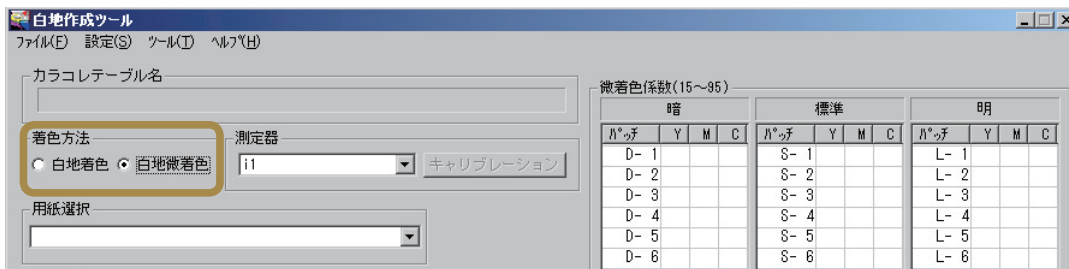 白地作成ツール
ファイル(F) 設定(S) ツール(T) ヘルプ(H)
カラコレテーブル名
着色方法
白地着色 白地微着色
測定器
i1
キャリブレーション
用紙選択
微着色係数(15～95)
暗 標準 明
パッチ Y M C パッチ Y M C パッチ Y M C
D- 1 S- 1 L- 1
D- 2 S- 2 L- 2
D- 3 S- 3 L- 3
D- 4 S- 4 L- 4
D- 5 S- 5 L- 5
D- 6 S- 6 L- 6